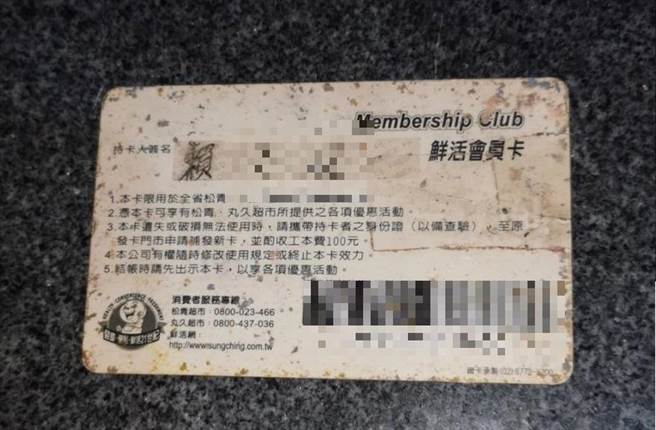 Membership Club
鮮活會員卡
持卡人簽名
賴
1.本卡限用於全省松青
2.憑本卡可享有松青、丸久超市所提供之各項優惠活動。
3.本卡遺失或破損無法使用時，請攜帶持卡者之身份證（以備查驗），至原
發卡門市申請補發新卡，並酌收工本費100元。
4.本公司有權隨時修改使用規定或終止本卡效力。
5.結帳時請先出示本卡，以享各項優惠活動。
消費者服務專線
松青超市：0800-023-466
丸久超市：0800-437-036
鮮活網：
http://www.sungching.com.tw